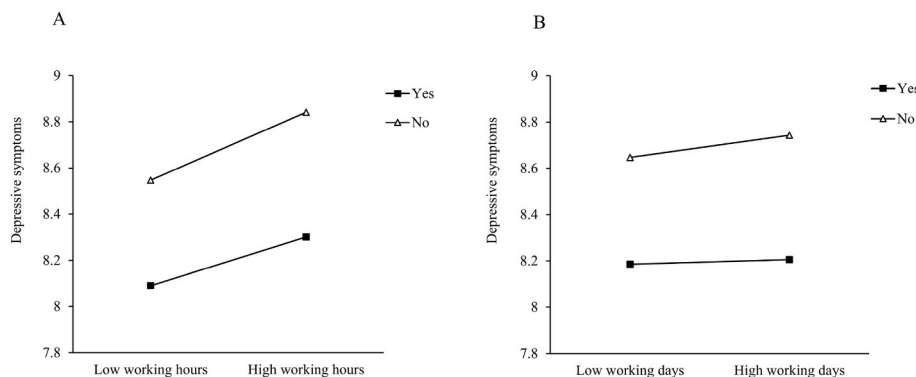 A
Depressive symptoms
9
8.8
8.6
8.4
8.2
8
7.8
Low working hours High working hours
Yes
No
B
Depressive symptoms
9
8.8
8.6
8.4
8.2
8
7.8
Low working days High working days
Yes
No